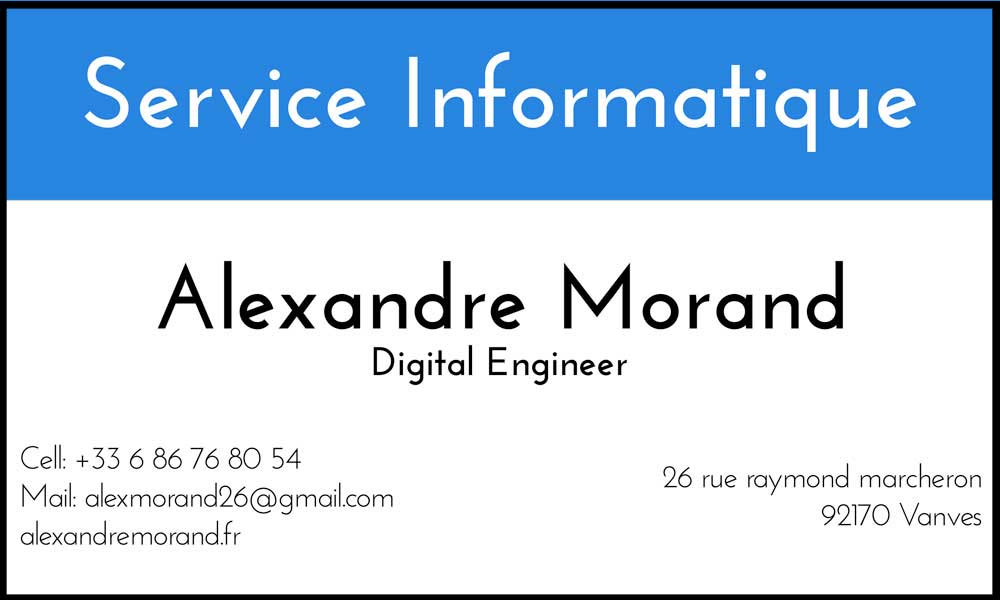 Service Informatique
Alexandre Morand
Digital Engineer
Cell: +33 6 86 76 80 54
Mail: alexmorand26@gmail.com
alexandremorand.fr
26 rue raymond marcheron
92170 Vanves